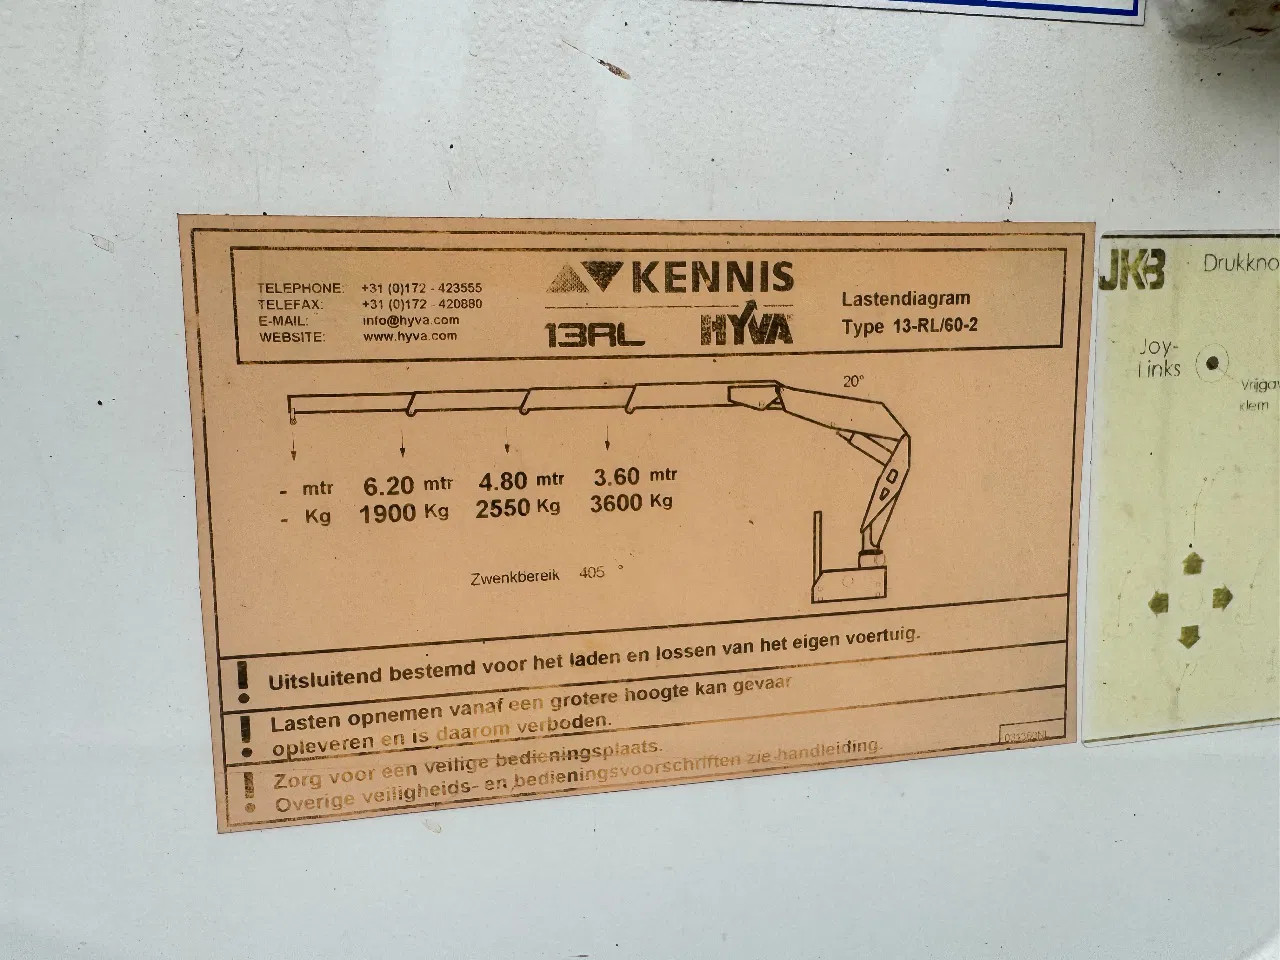 TELEPHONE: +31 (0)172 - 423555
TELEFAX: +31 (0)172 - 420880
E-MAIL: info@hyva.com
WEBSITE: www.hyva.com
KENNIS
13RL HYVA
Lastendiagram
Type 13-RL/60-2
20°
- mtr 6.20 mtr 4.80 mtr 3.60 mtr
- Kg 1900 Kg 2550 Kg 3600 Kg
Zwenkbereik 405 °
! Uitsluitend bestemd voor het laden en lossen van het eigen voertuig.
! Lasten opnemen vanaf een grotere hoogte kan gevaar
opleveren en is daarom verboden.
! Zorg voor een veilige bedieningsplaats.
Overige veiligheids- en bedieningsvoorschriften zie handleiding.
JKB
Joy-
Links